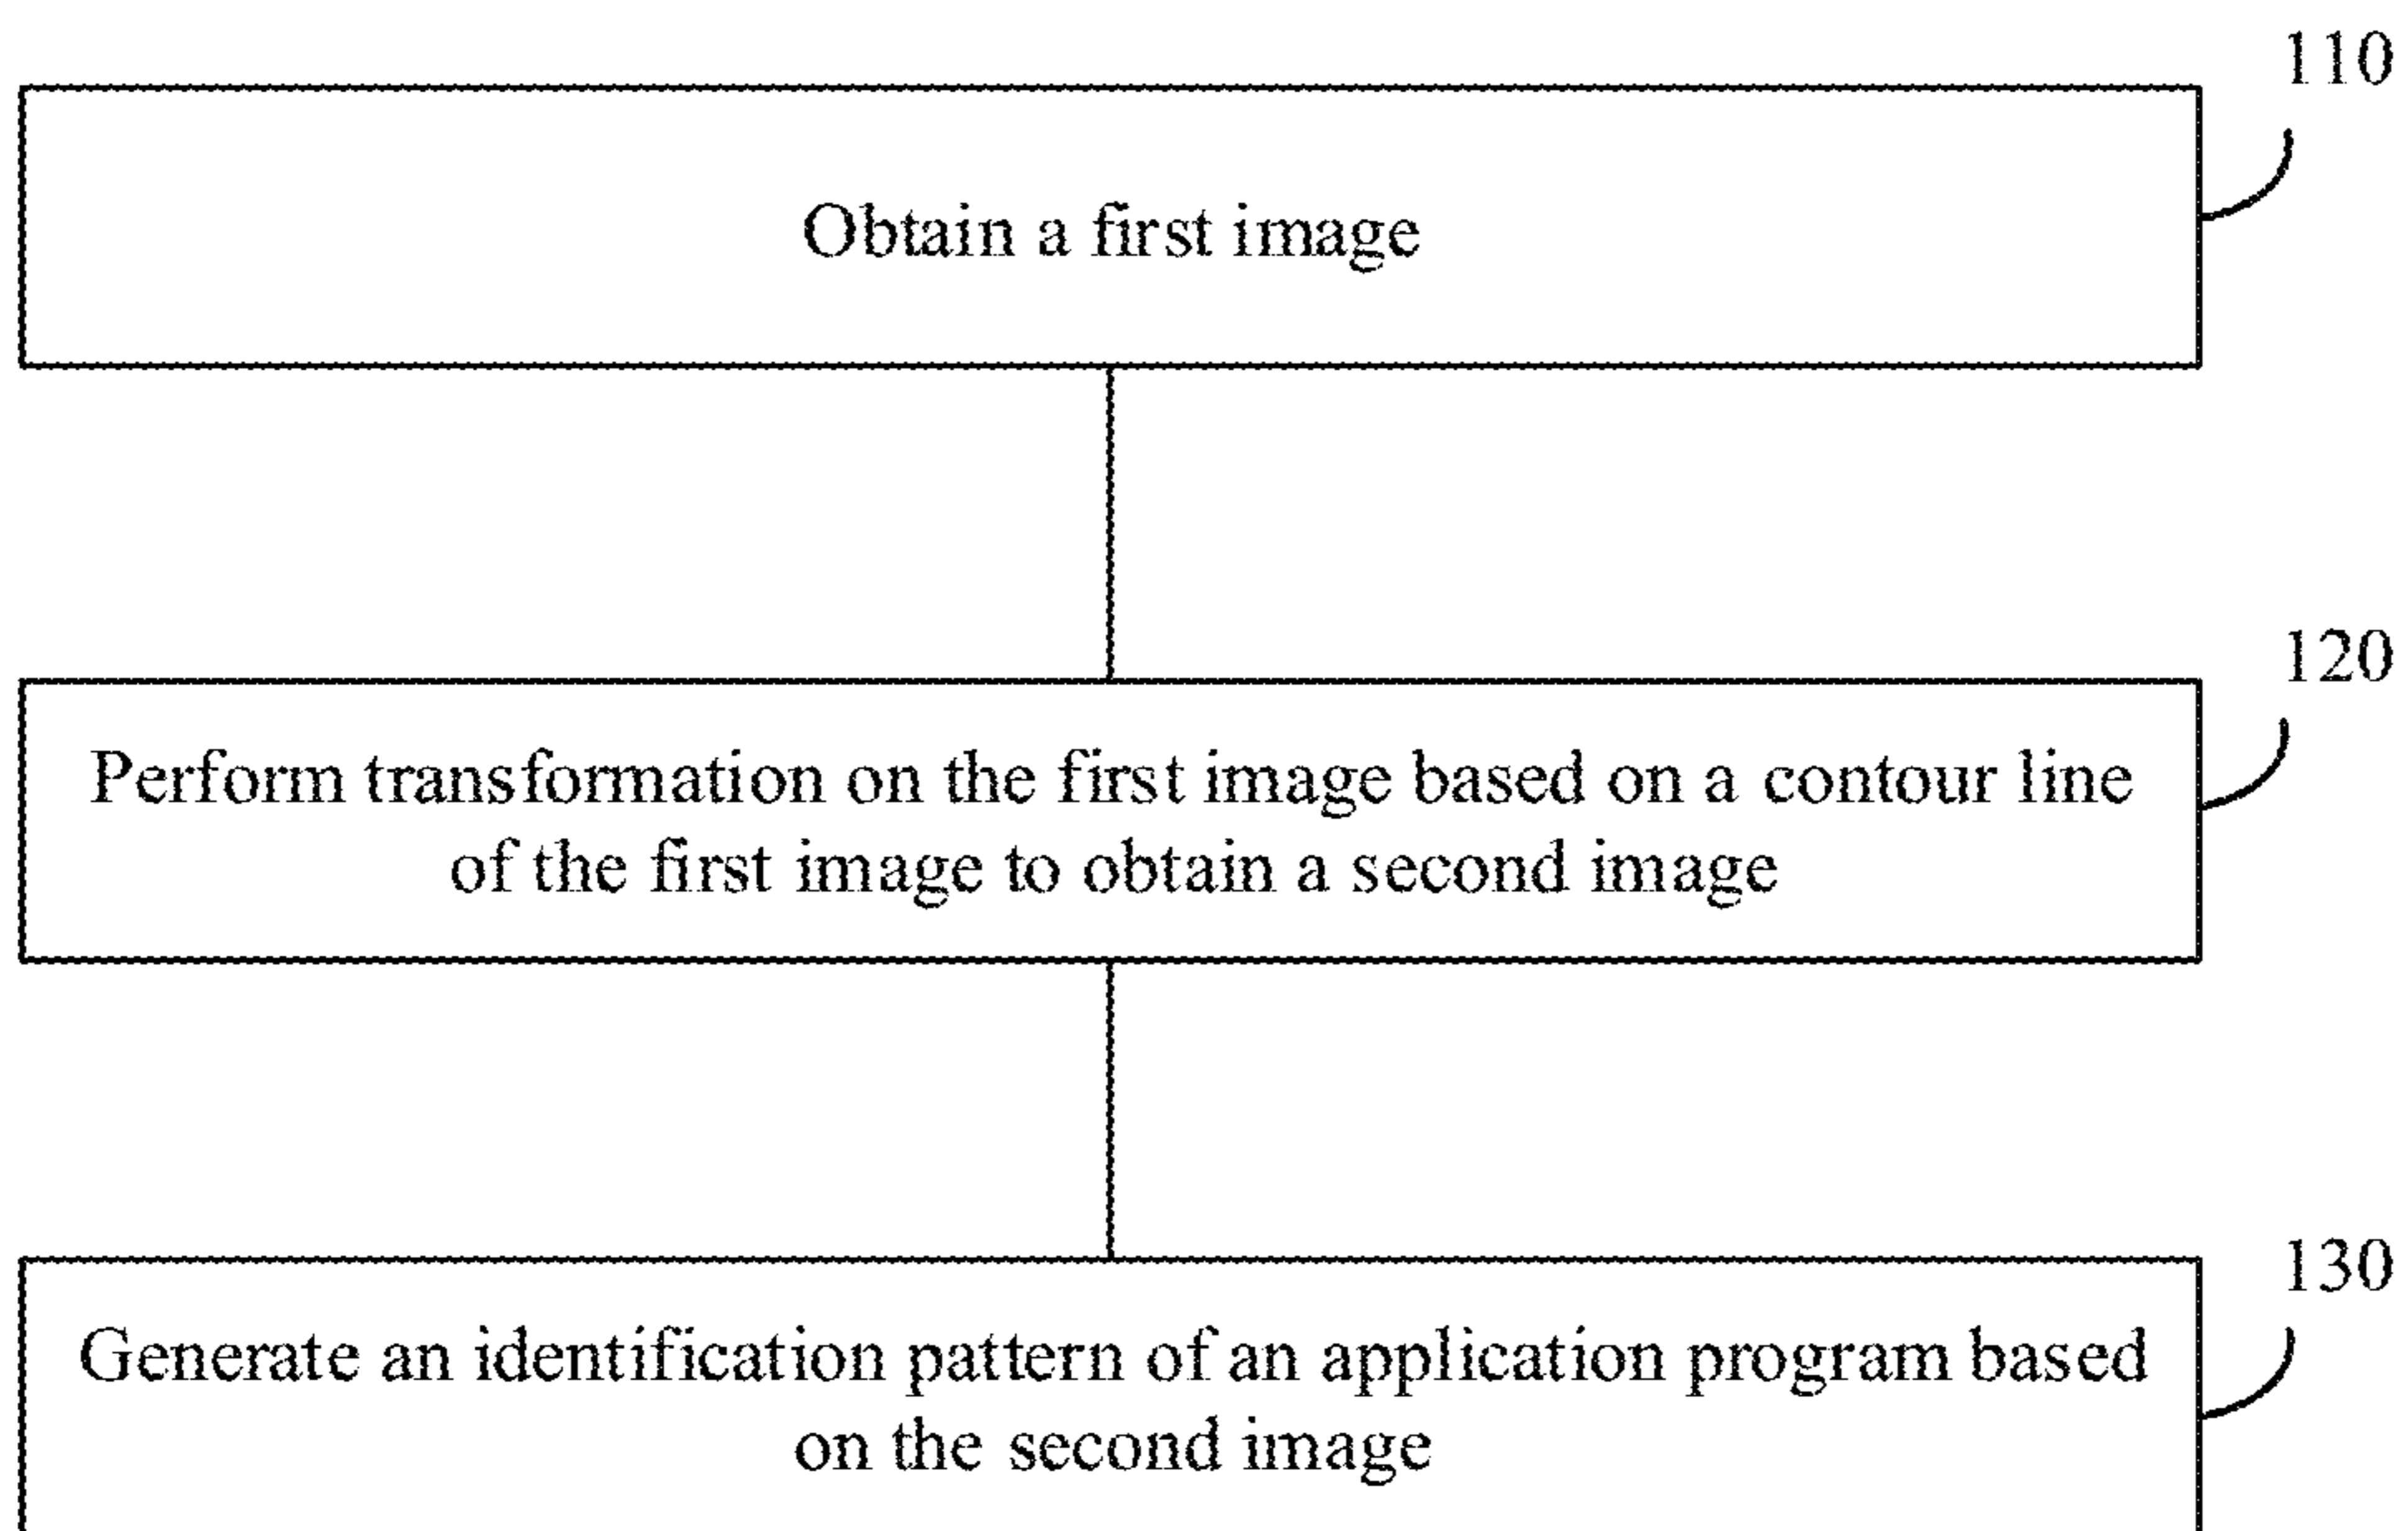 110
Obtain a first image
120
Perform transformation on the first image based on a contour line
of the first image to obtain a second image
130
Generate an identification pattern of an application program based
on the second image